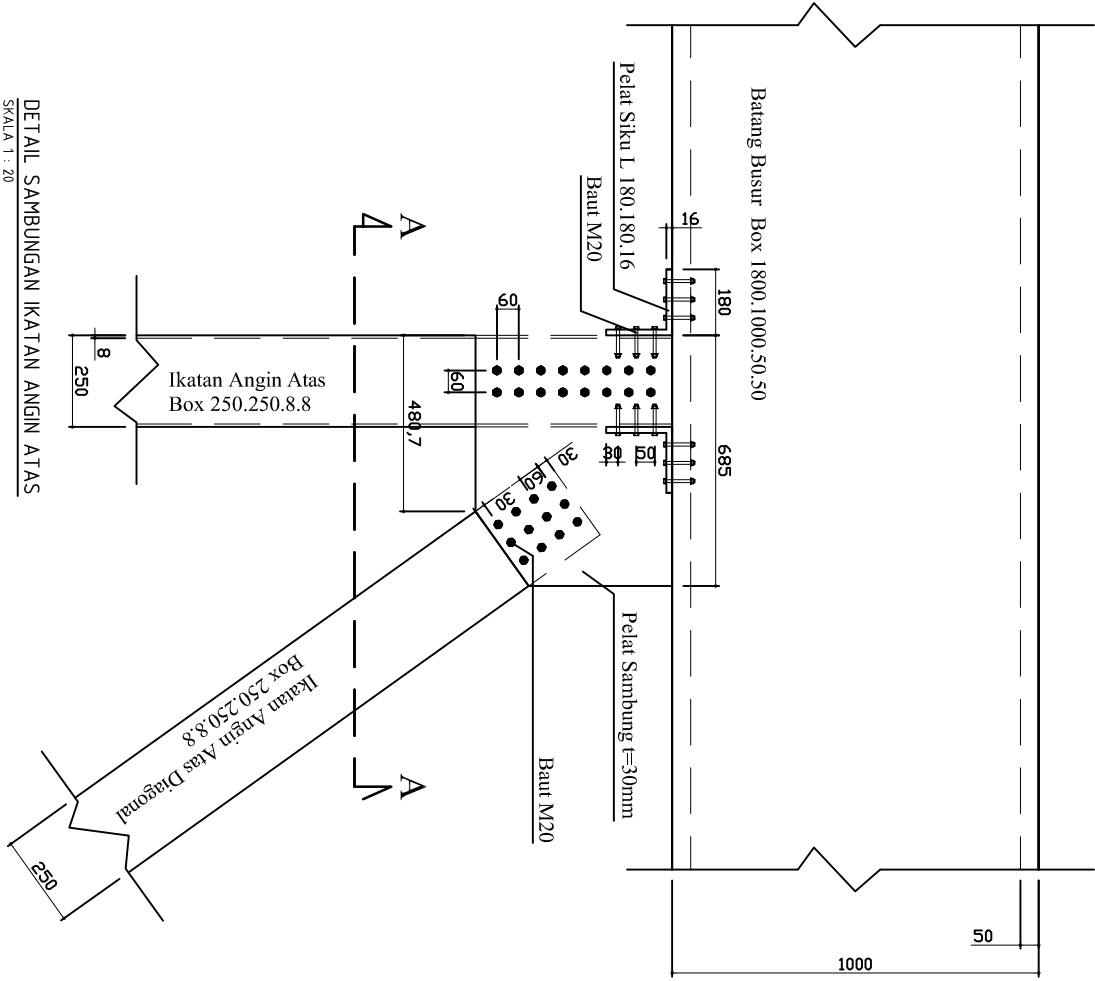 Batang Busur Box 1800.1000.50.50
Pelat Siku L 180.180.16
Baut M20
16
180
685
60
60
30
50
480,7
30
60
30
Ikatan Angin Atas
Box 250.250.8.8
8
250
A
A
Pelat Sambung t=30mm
Baut M20
Ikatan Angin Atas Diagonal
Box 250.250.8.8
250
50
1000
DETAIL SAMBUNGAN IKATAN ANGIN ATAS
SKALA 1 : 20